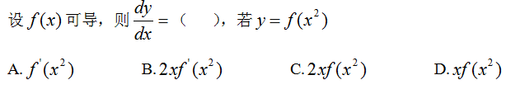 设 f(x) 可导，则 dy/dx = （　），若 y = f(x²)
A. f'(x²)　B. 2xf'(x²)　C. 2xf(x²)　D. xf(x²)